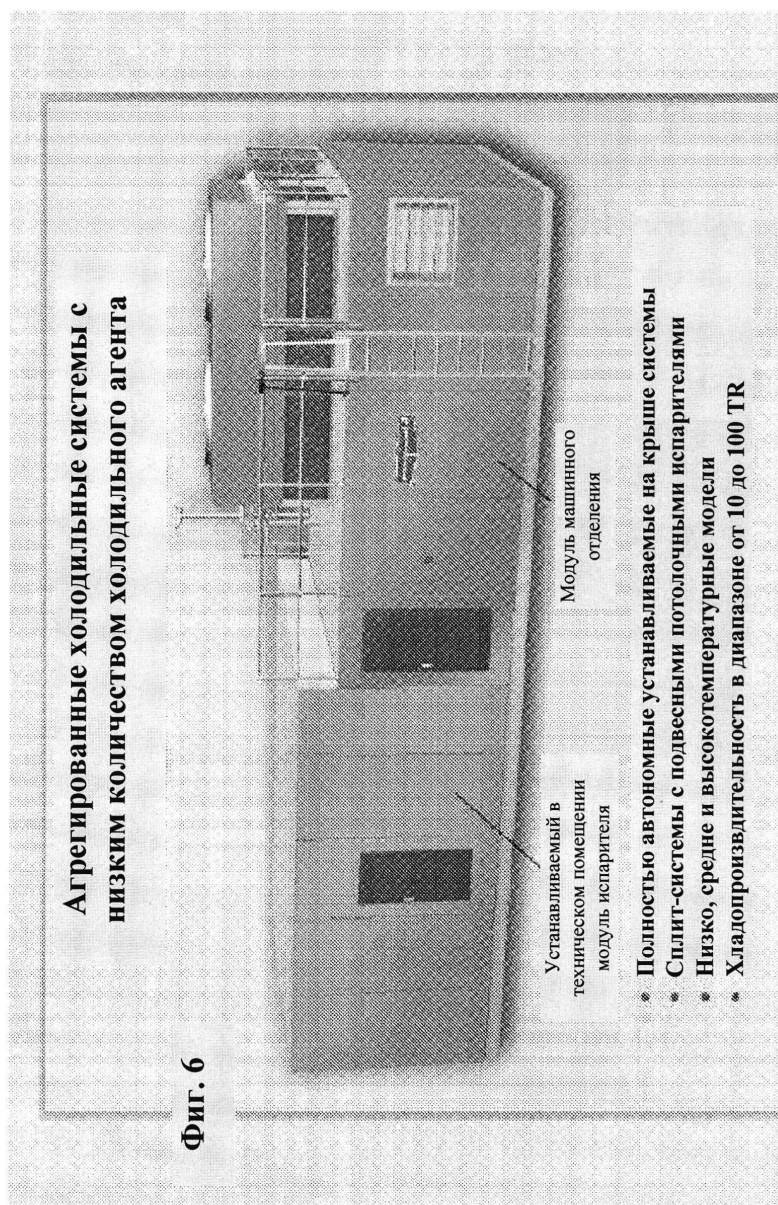 Фиг. 6
Агрегированные холодильные системы с
низким количеством холодильного агента
Устанавливаемый в
техническом помещении
модуль испарителя
Модуль машинного
отделения
Полностью автономные устанавливаемые на крыше системы
Сплит-системы с подвесными потолочными испарителями
Низко, средне и высокотемпературные модели
Хладопроизвдительность в диапазоне от 10 до 100 TR